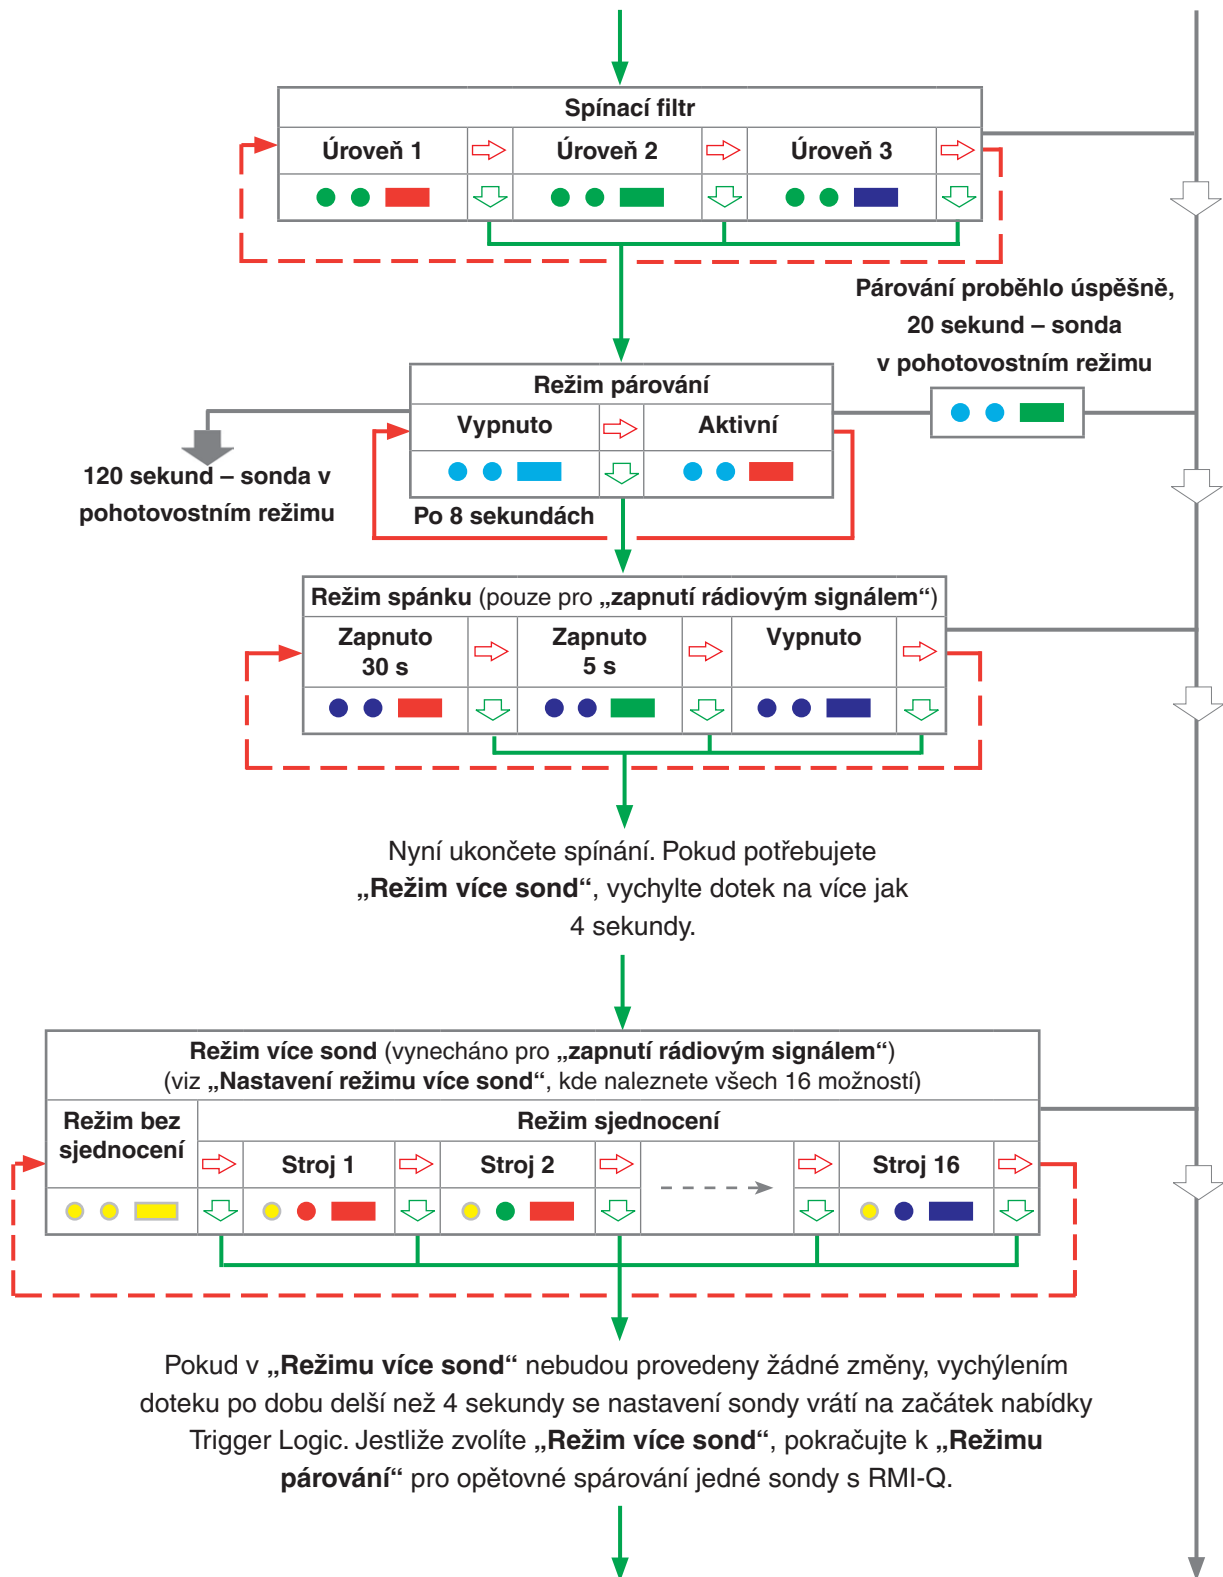 Spínací filtr
Úroveň 1
Úroveň 2
Úroveň 3
Párování proběhlo úspěšně,
20 sekund – sonda
v pohotovostním režimu
Režim párování
Vypnuto
Aktivní
120 sekund – sonda v
pohotovostním režimu
Po 8 sekundách
Režim spánku (pouze pro „zapnutí rádiovým signálem“)
Zapnuto
30 s
Zapnuto
5 s
Vypnuto
Nyní ukončete spínání. Pokud potřebujete
„Režim více sond“, vychylte dotek na více jak
4 sekundy.
Režim více sond (vynecháno pro „zapnutí rádiovým signálem“)
(viz „Nastavení režimu více sond“, kde naleznete všech 16 možností)
Režim bez
sjednocení
Režim sjednocení
Stroj 1
Stroj 2
Stroj 16
Pokud v „Režimu více sond“ nebudou provedeny žádné změny, vychýlením
doteku po dobu delší než 4 sekundy se nastavení sondy vrátí na začátek nabídky
Trigger Logic. Jestliže zvolíte „Režim více sond“, pokračujte k „Režimu
párování“ pro opětovné spárování jedné sondy s RMI-Q.